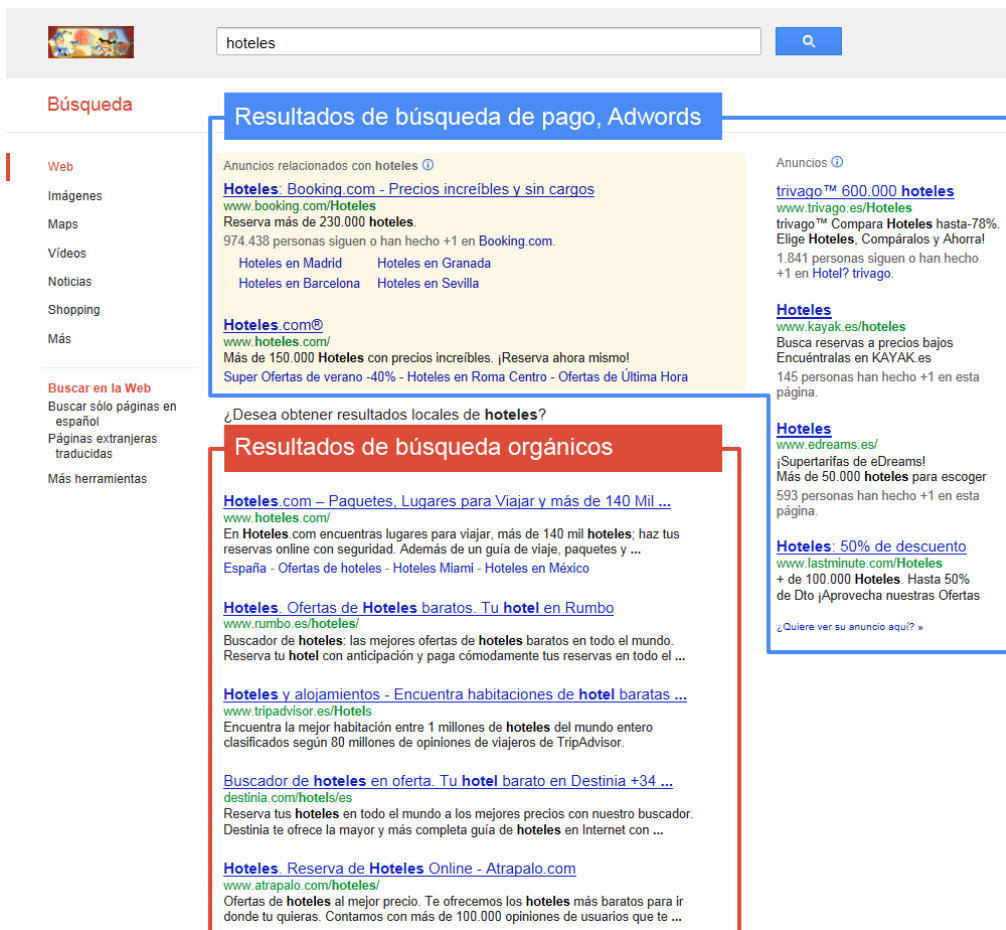 hoteles
Búsqueda
Resultados de búsqueda de pago, Adwords
Web
Imágenes
Maps
Vídeos
Noticias
Shopping
Más
Buscar en la Web
Buscar sólo páginas en
español
Páginas extranjeras
traducidas
Más herramientas
Anuncios relacionados con hoteles
Hoteles: Booking.com - Precios increíbles y sin cargos
www.booking.com/Hoteles
Reserva más de 230.000 hoteles.
974.438 personas siguen o han hecho +1 en Booking.com.
Hoteles en Madrid Hoteles en Granada
Hoteles en Barcelona Hoteles en Sevilla
Hoteles.com®
www.hoteles.com/
Más de 150.000 Hoteles con precios increíbles. ¡Reserva ahora mismo!
Super Ofertas de verano -40% - Hoteles en Roma Centro - Ofertas de Última Hora
¿Desea obtener resultados locales de hoteles?
Resultados de búsqueda orgánicos
Hoteles.com – Paquetes, Lugares para Viajar y más de 140 Mil ...
www.hoteles.com/
En Hoteles.com encuentras lugares para viajar, más de 140 mil hoteles; haz tus
reservas online con seguridad. Además de un guía de viaje, paquetes y ...
España - Ofertas de hoteles - Hoteles Miami - Hoteles en México
Hoteles. Ofertas de Hoteles baratos. Tu hotel en Rumbo
www.rumbo.es/hoteles/
Buscador de hoteles: las mejores ofertas de hoteles baratos en todo el mundo.
Reserva tu hotel con anticipación y paga cómodamente tus reservas en todo el ...
Hoteles y alojamientos - Encuentra habitaciones de hotel baratas ...
www.tripadvisor.es/Hotels
Encuentra la mejor habitación entre 1 millones de hoteles del mundo entero
clasificados según 80 millones de opiniones de viajeros de TripAdvisor.
Buscador de hoteles en oferta. Tu hotel barato en Destinia +34 ...
destinia.com/hotels/es
Reserva tus hoteles en todo el mundo a los mejores precios con nuestro buscador.
Destinia te ofrece la mayor y más completa guía de hoteles en Internet con ...
Hoteles. Reserva de Hoteles Online - Atrapalo.com
www.atrapalo.com/hoteles/
Ofertas de hoteles al mejor precio. Te ofrecemos los hoteles más baratos para ir
donde tu quieras. Contamos con más de 100.000 opiniones de usuarios que te ...
Anuncios
trivago™ 600.000 hoteles
www.trivago.es/Hoteles
trivago™ Compara Hoteles hasta-78%.
Elige Hoteles, Compáralos y Ahorra!
1.841 personas siguen o han hecho
+1 en Hotel? trivago.
Hoteles
www.kayak.es/hoteles
Busca reservas a precios bajos
Encuéntralas en KAYAK.es
145 personas han hecho +1 en esta
página.
Hoteles
www.edreams.es/
¡Supertarifas de eDreams!
Más de 50.000 hoteles para escoger
593 personas han hecho +1 en esta
página.
Hoteles: 50% de descuento
www.lastminute.com/Hoteles
+ de 100.000 Hoteles. Hasta 50%
de Dto ¡Aprovecha nuestras Ofertas
¿Quiere ver su anuncio aquí? »